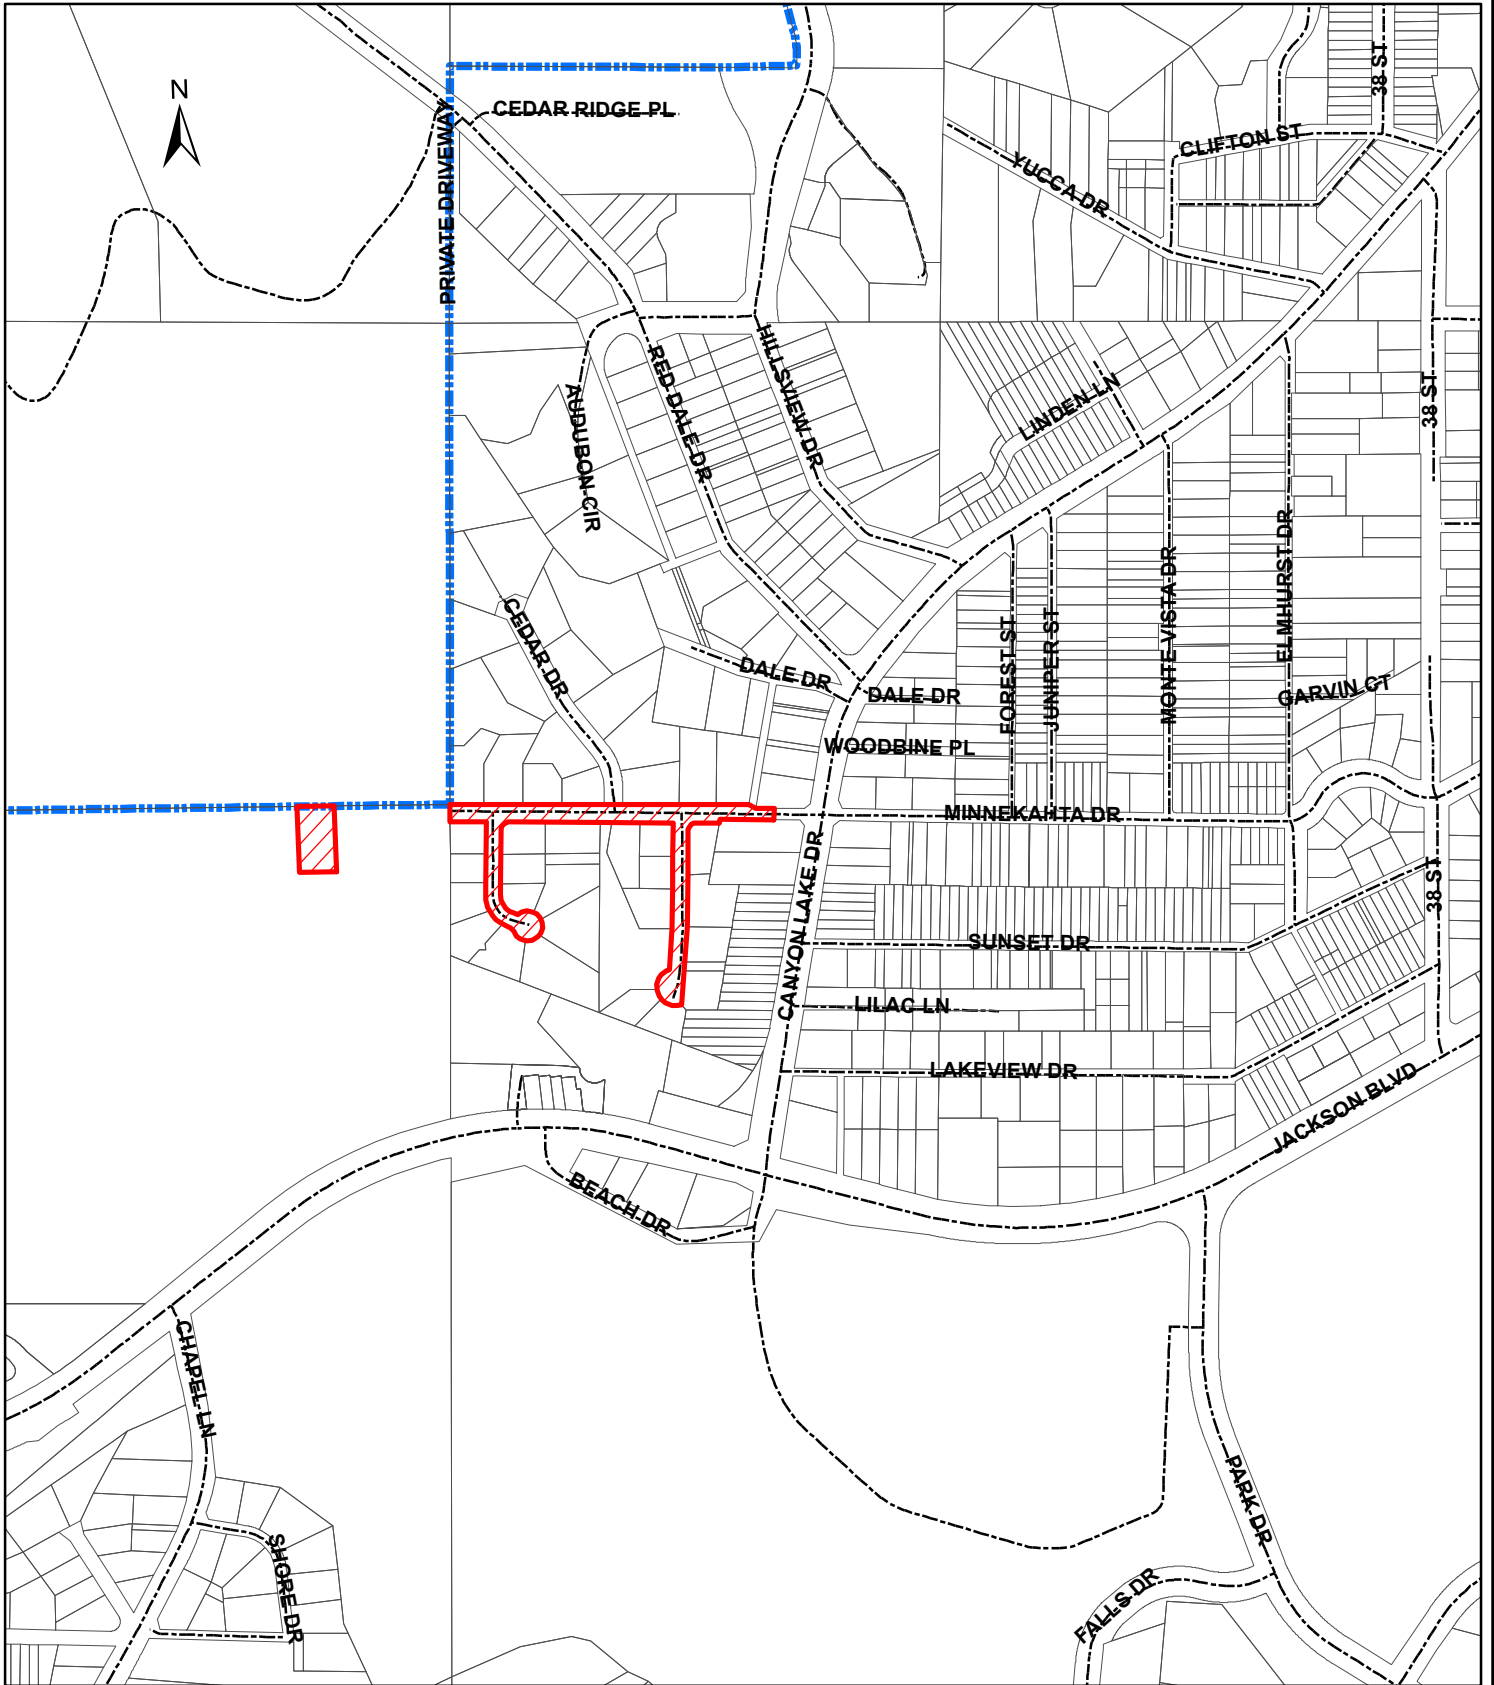 N
CEDAR RIDGE PL
38 ST
CLIFTON ST
YUCCA DR
PRIVATE DRIVEWAY
HILLSVIEW DR
RED DALE DR
AUDUBON CIR
LINDEN LN
38 ST
CEDAR DR
ELMHURST DR
MONTE VISTA DR
JUNIPER ST
FOREST ST
DALE DR
DALE DR
GARVIN CT
WOODBINE PL
MINNEKAHTA DR
CANYON LAKE DR
38 ST
SUNSET DR
LILAC LN
LAKEVIEW DR
JACKSON BLVD
BEACH DR
CHAPEL LN
PARK DR
SHORE DR
FALLS DR